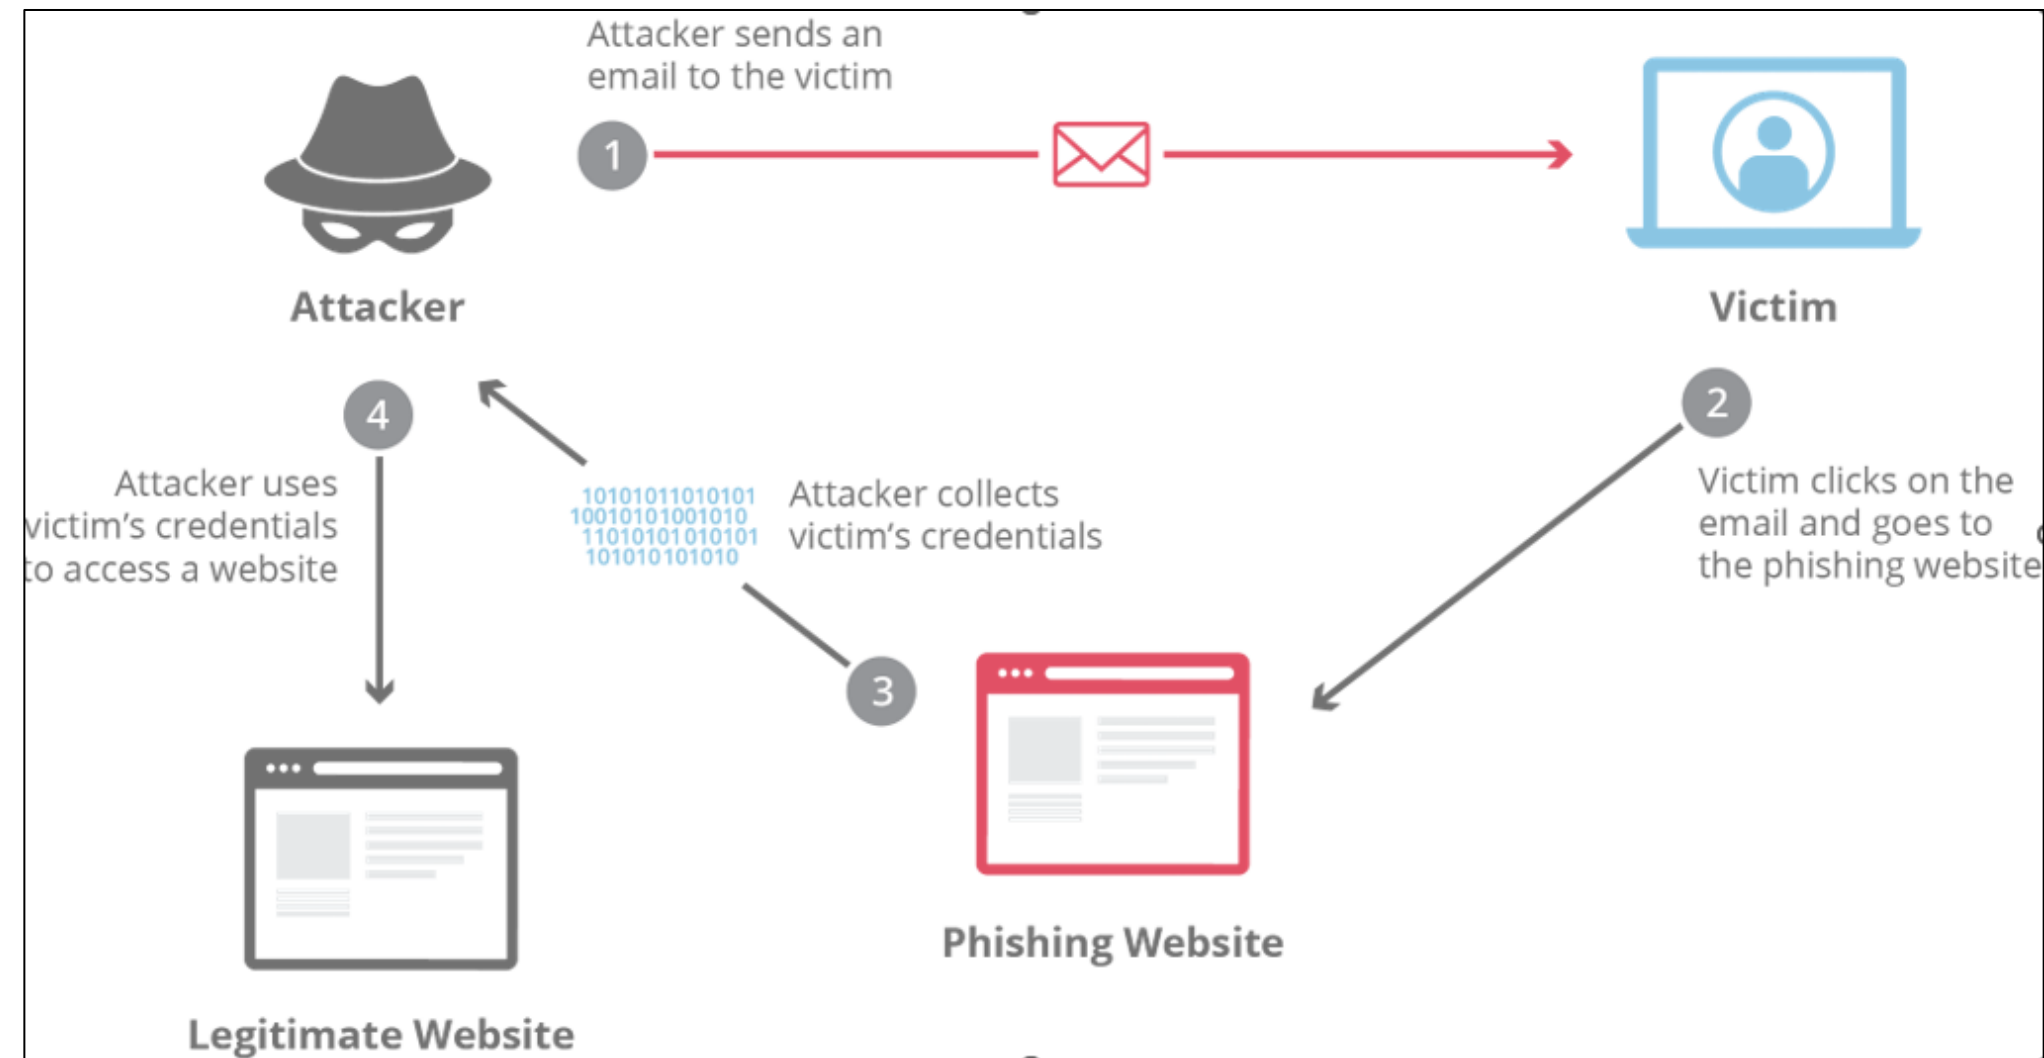 Attacker sends an
email to the victim
1
Attacker
Victim
4
2
Attacker uses
victim's credentials
to access a website
10101011010101
10010101001010
11010101010101
101010101010
Attacker collects
victim's credentials
Victim clicks on the
email and goes to
the phishing website
3
Phishing Website
Legitimate Website